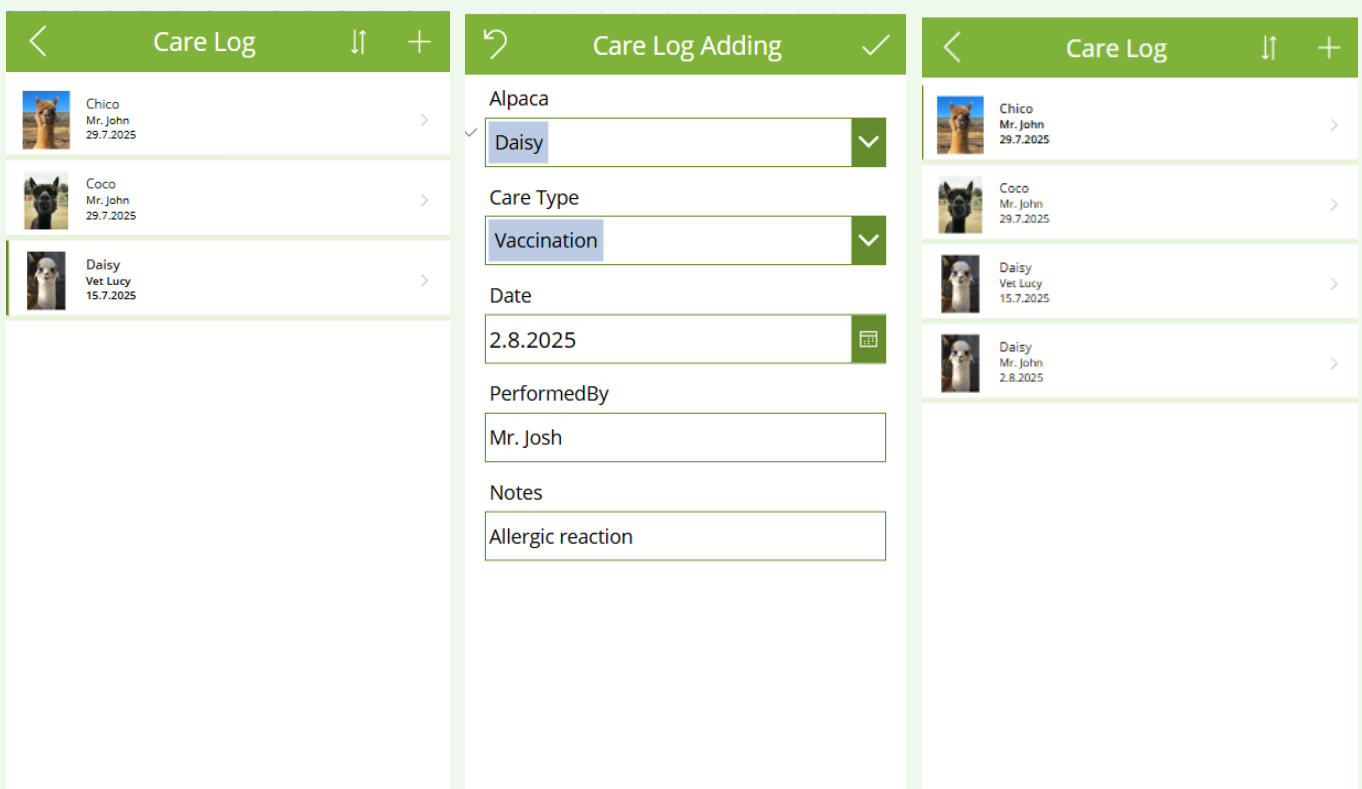 Care Log
Chico
Mr. John
29.7.2025
Coco
Mr. John
29.7.2025
Daisy
Vet Lucy
15.7.2025
Care Log Adding
Alpaca
Daisy
Care Type
Vaccination
Date
2.8.2025
PerformedBy
Mr. Josh
Notes
Allergic reaction
Care Log
Chico
Mr. John
29.7.2025
Coco
Mr. John
29.7.2025
Daisy
Vet Lucy
15.7.2025
Daisy
Mr. John
2.8.2025